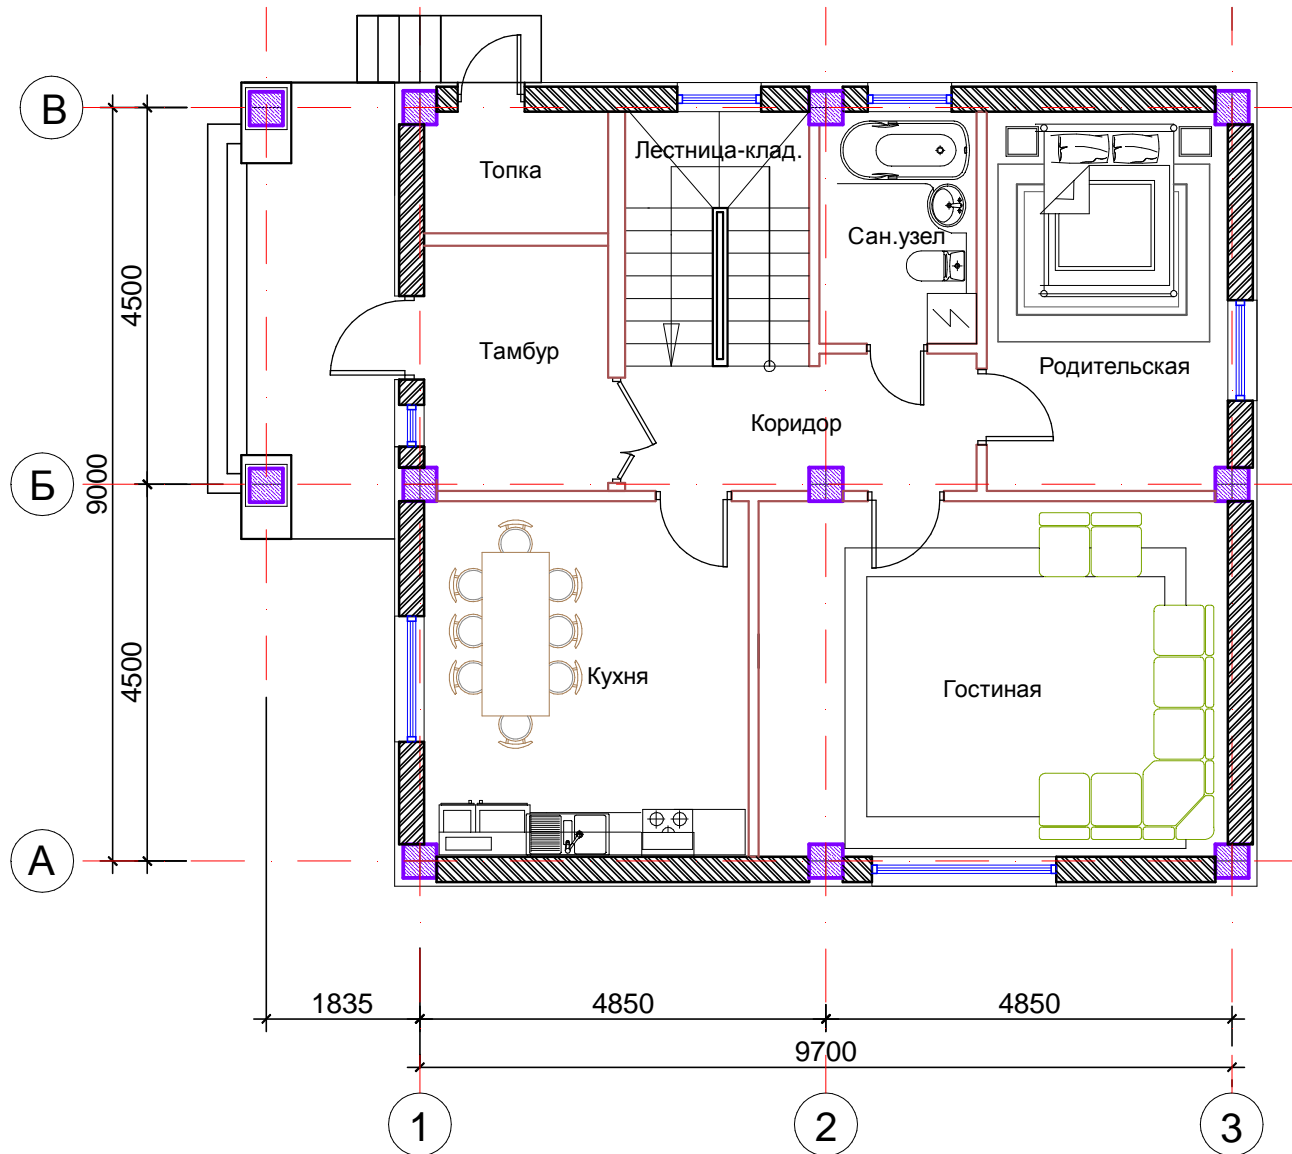 В
Лестница-клад.
Топка
Сан.узел
4500
Тамбур
Родительская
Коридор
Б
9000
4500
Кухня
Гостиная
А
1835
4850
4850
9700
1
2
3